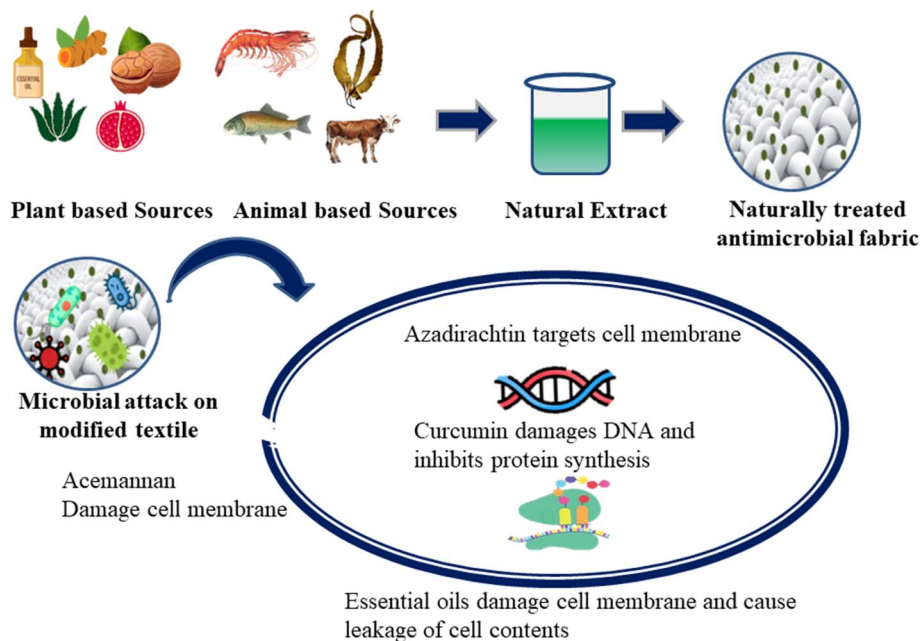 ESSENTIAL
OIL
Plant based Sources
Animal based Sources
Natural Extract
Naturally treated
antimicrobial fabric
Microbial attack on
modified textile
Acemannan
Damage cell membrane
Azadirachtin targets cell membrane
Curcumin damages DNA and
inhibits protein synthesis
Essential oils damage cell membrane and cause
leakage of cell contents